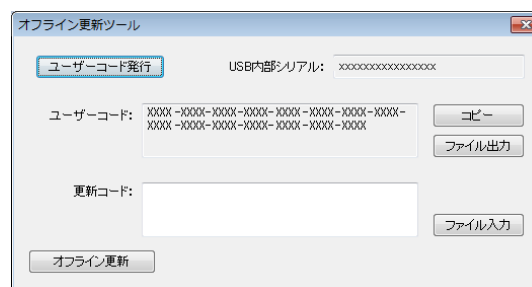 オフライン更新ツール
ユーザーコード発行
USB内部シリアル:
xxxxxxxxxxxxxxxx
ユーザーコード:
XXXX-XXXX-XXXX-XXXX-XXXX-XXXX-XXXX-XXXX-
XXXX-XXXX-XXXX-XXXX-XXXX-XXXX-XXXX
コピー
ファイル出力
更新コード:
ファイル入力
オフライン更新